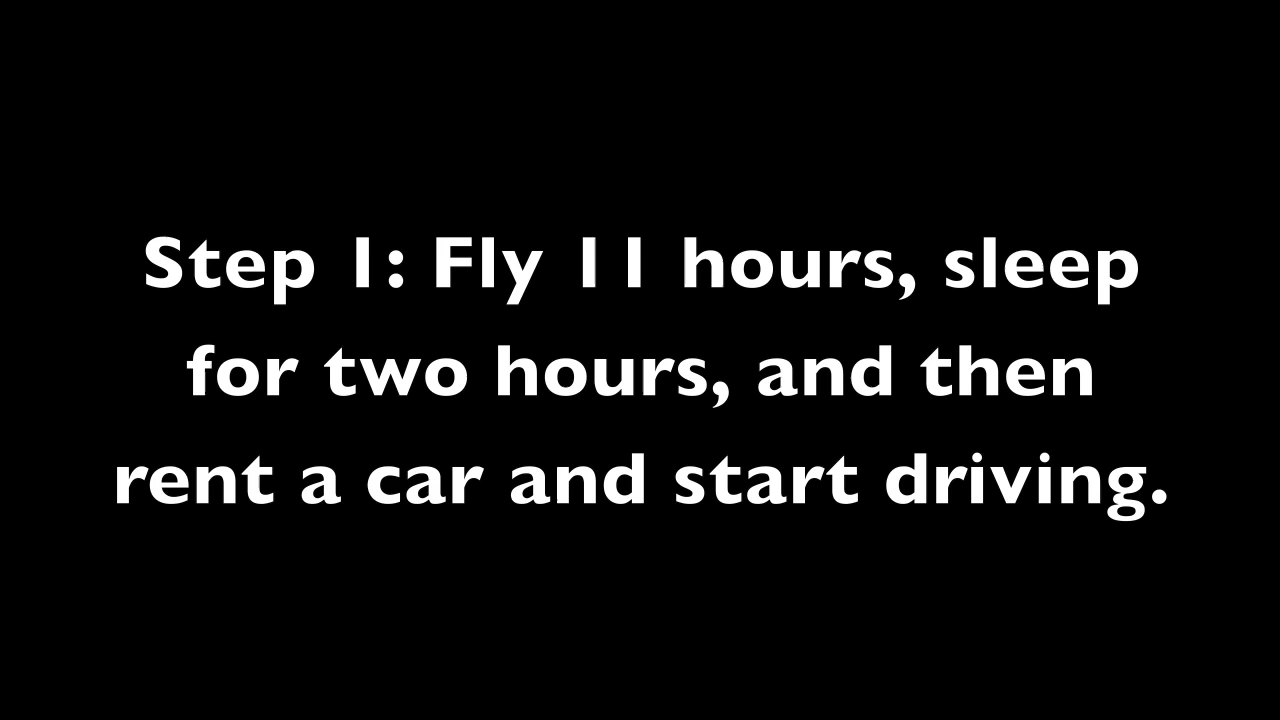 Step 1: Fly 11 hours, sleep
for two hours, and then
rent a car and start driving.